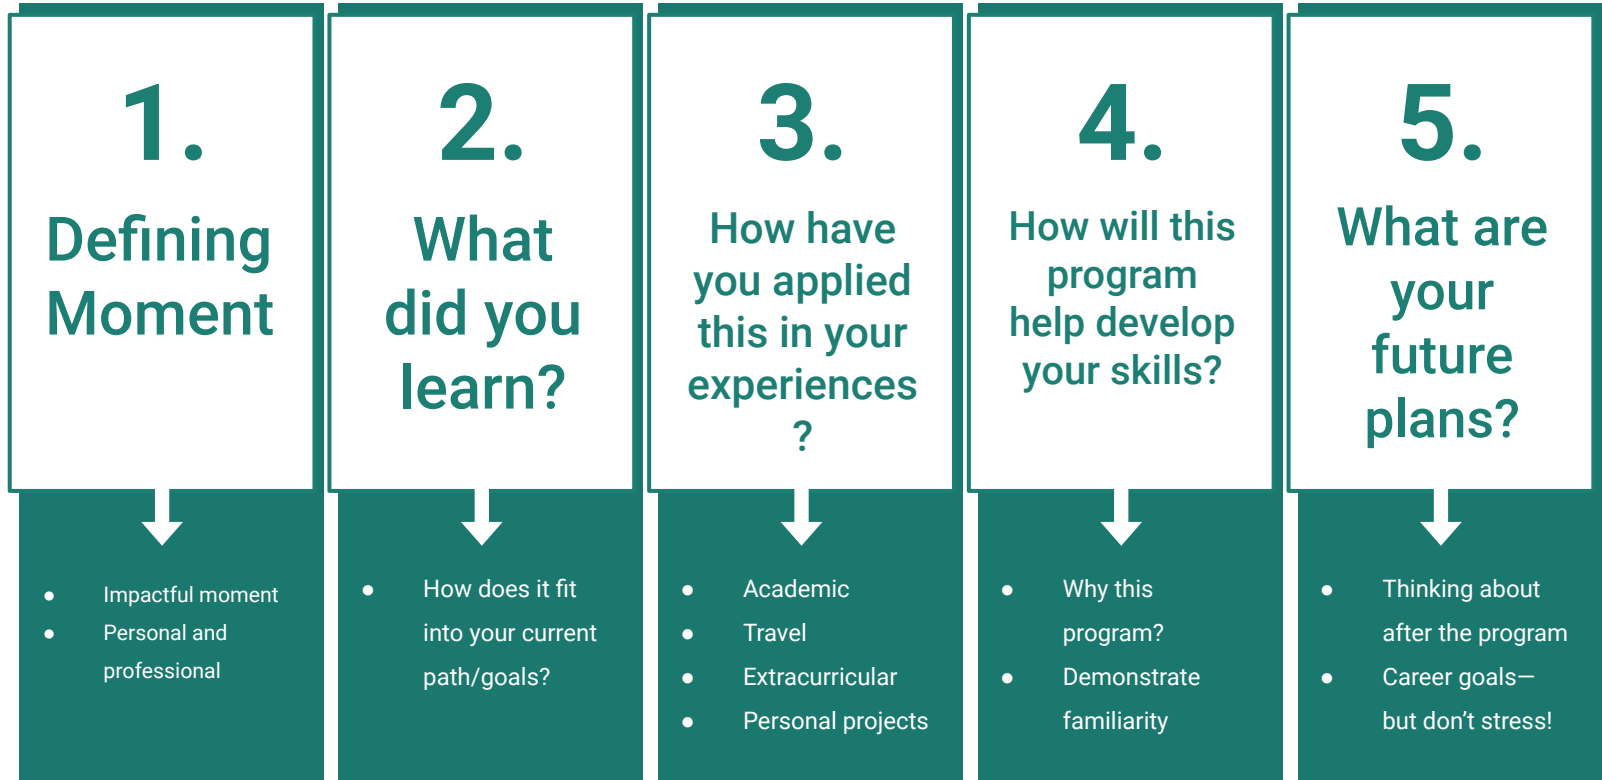 1.
Defining
Moment
● Impactful moment
● Personal and
professional
2.
What
did you
learn?
● How does it fit
into your current
path/goals?
3.
How have
you applied
this in your
experiences
?
● Academic
● Travel
● Extracurricular
● Personal projects
4.
How will this
program
help develop
your skills?
● Why this
program?
● Demonstrate
familiarity
5.
What are
your
future
plans?
● Thinking about
after the program
● Career goals—
but don’t stress!